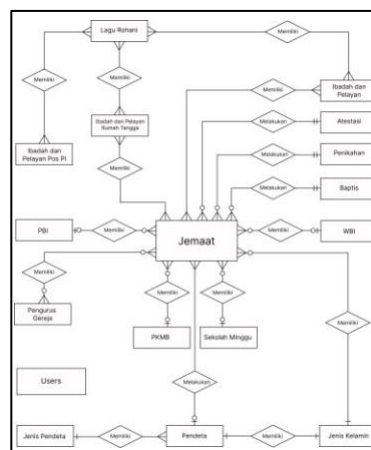 Lagu Rohani
Memiliki
Memiliki
Memiliki
Ibadah dan
Pelayan
Ibadah dan Pelayan
Rumah Tangga
Memiliki
Atestasi
Melakukan
Ibadah dan
Pelayan Pos PI
Memiliki
Melakukan
Penikahan
Melakukan
Baptis
PBI
Memiliki
Jemaat
Memiliki
WBI
Memiliki
Memiliki
Memiliki
Pengurus
Gereja
PKMB
Sekolah Minggu
Memiliki
Users
Melakukan
Jenis Pendeta
Memiliki
Pendeta
Memiliki
Jenis Kelamin